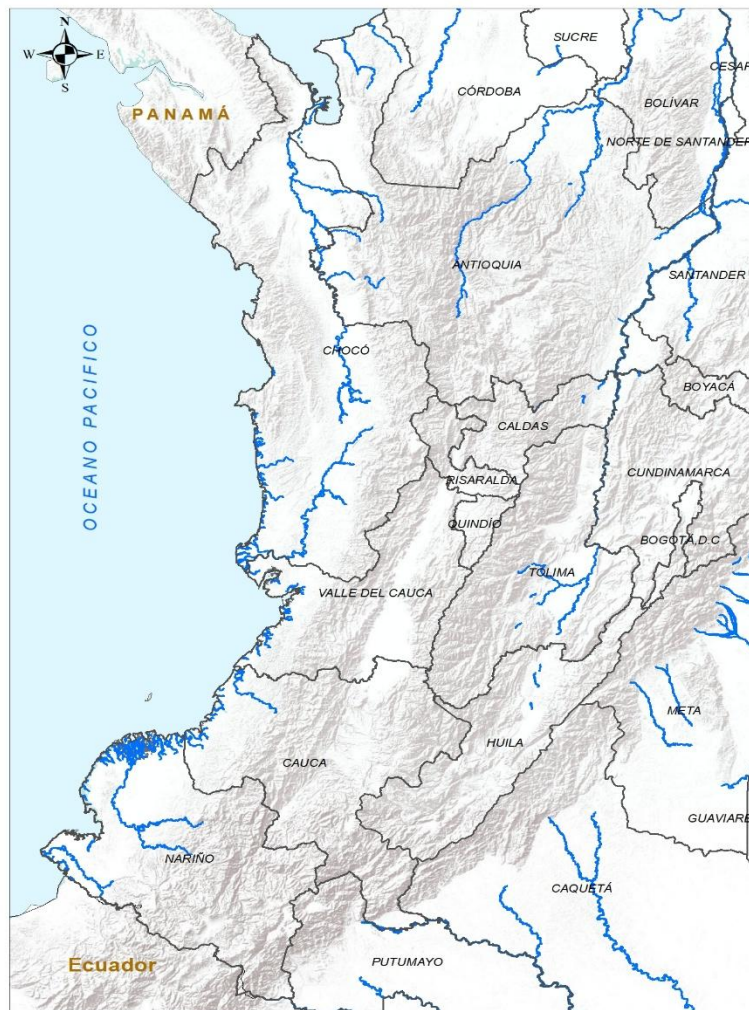 N
W
E
S
SUCRE
CESAR
CÓRDOBA
BOLÍVAR
PANAMÁ
NORTE DE SANTANDER
ANTIOQUIA
SANTANDER
CHOCÓ
OCEANO PACIFICO
BOYACÁ
CALDAS
CUNDINAMARCA
RISARALDA
QUINDÍO
BOGOTÁ,D.C
TOLIMA
VALLE DEL CAUCA
META
HUILA
CAUCA
GUAVIARE
NARIÑO
CAQUETÁ
PUTUMAYO
Ecuador